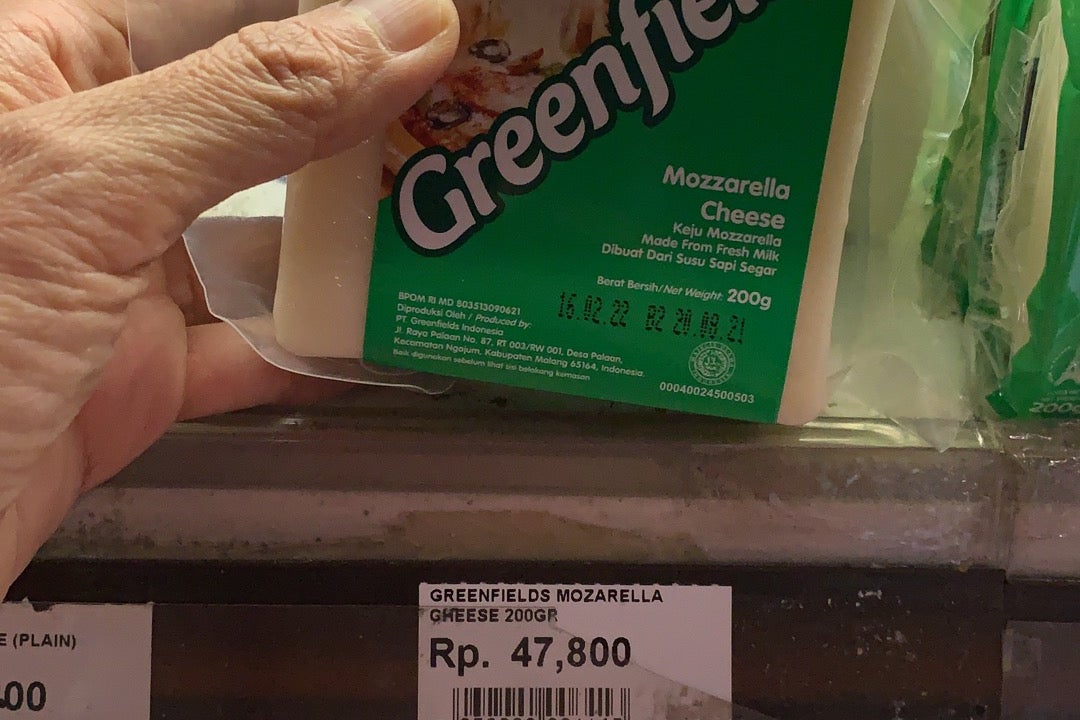 Greenfie
Mozzarella
Cheese
Keju Mozzarella
Made From Fresh Milk
Dibuat Dari Susu Sapi Segar
Berat Bersih/Net Weight: 200g
16.02.22 B2 20.08.21
BPOM RI MD 803513090621
Diproduksi Oleh / Produced by:
PT Greenfields Indonesia
Jl. Raya Palaan No. 87, RT 003/RW 001, Desa Palaan,
Kecamatan Ngajum, Kabupaten Malang 65164, Indonesia.
Baik digunakan sebelum lihat sisi belakang kemasan
00040024500503
200g
GREENFIELDS MOZARELLA
CHEESE 200GR
Rp. 47,800
E (PLAIN)
00